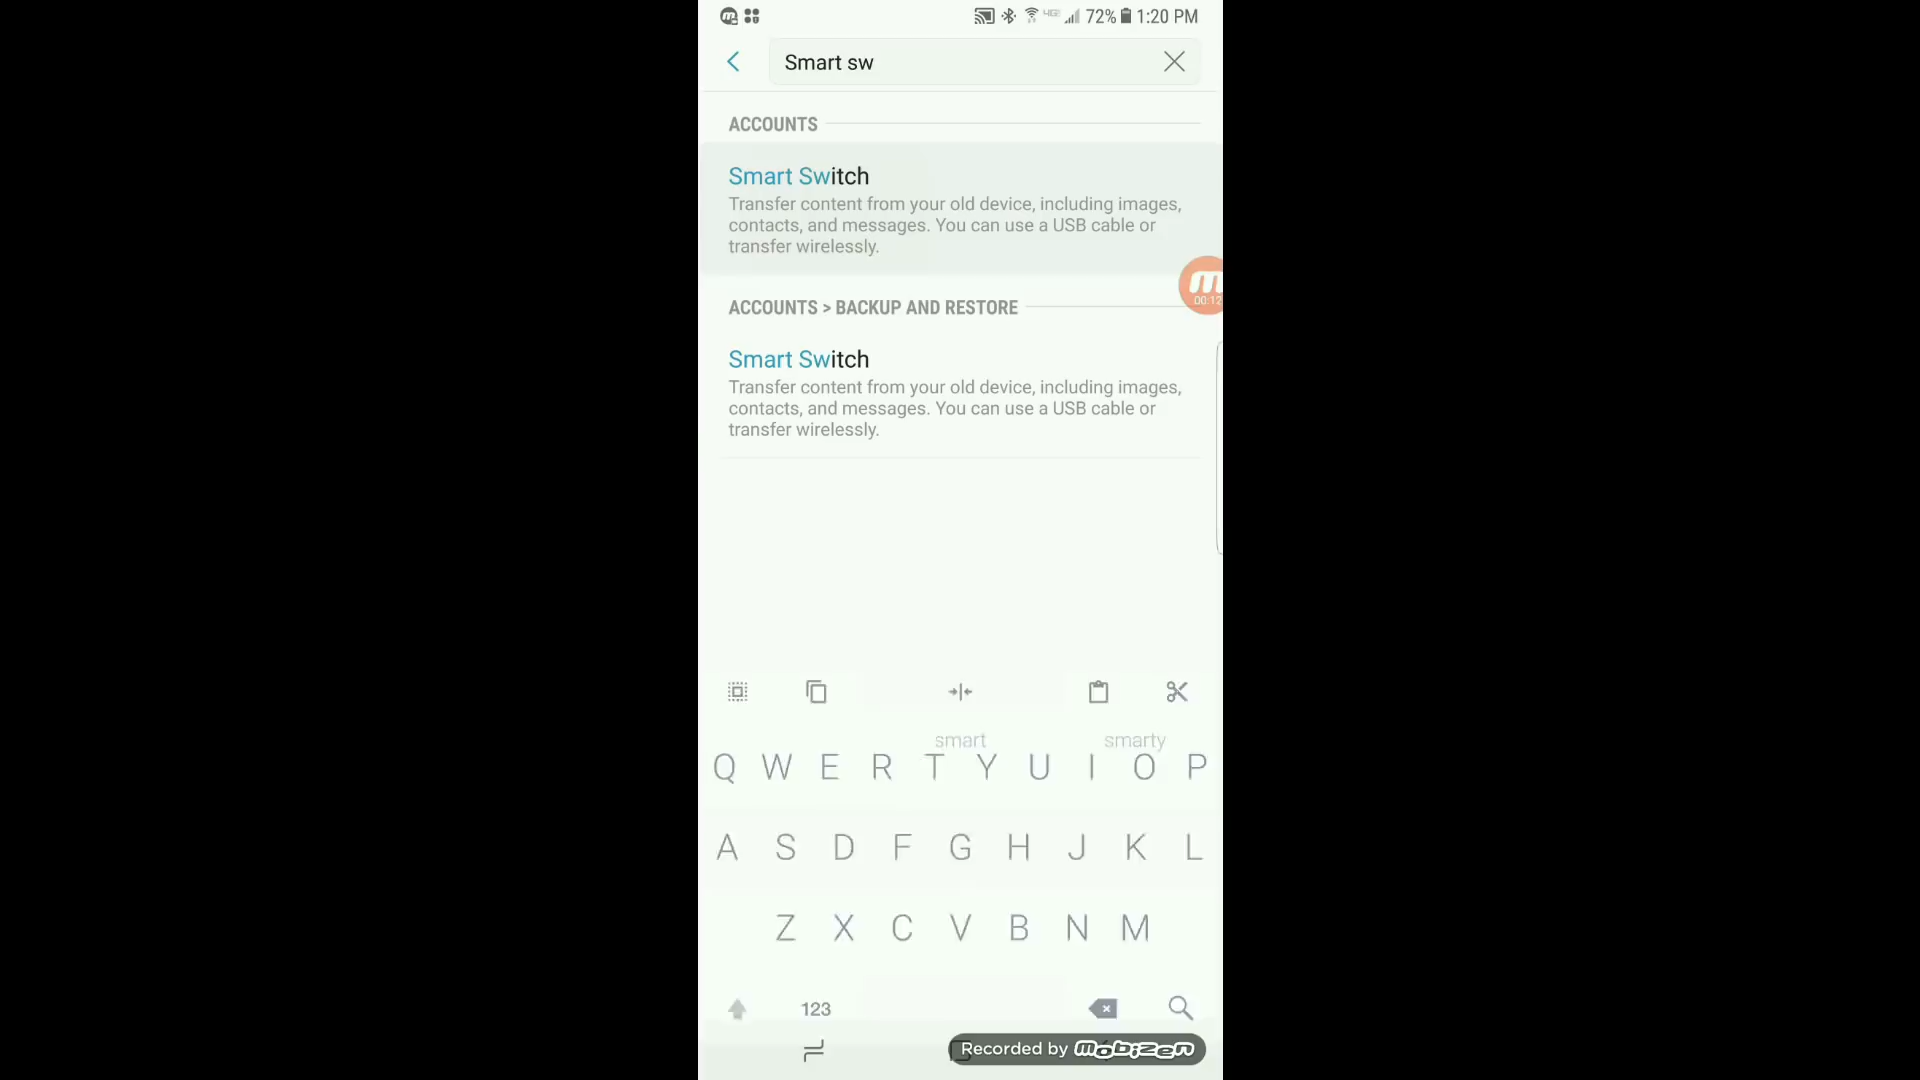 72% 1:20 PM
Smart sw
ACCOUNTS
Smart Switch
Transfer content from your old device, including images,
contacts, and messages. You can use a USB cable or
transfer wirelessly.
00:12
ACCOUNTS > BACKUP AND RESTORE
Smart Switch
Transfer content from your old device, including images,
contacts, and messages. You can use a USB cable or
transfer wirelessly.
smart smarty
Q W E R T Y U I O P
A S D F G H J K L
Z X C V B N M
123
Recorded by mobizen